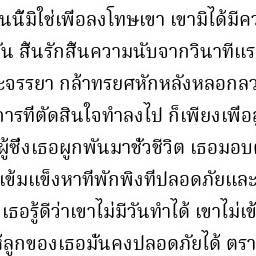 นนี้มิใช่เพื่อลงโทษเขา เขามิได้มีคว
ัน สิ้นรักสิ้นความนับจากวินาทีแร
ะจรรยา กล้าทรยศหักหลังหลอกลว
การที่ตัดสินใจทำลงไป ก็เพียงเพื่อลู
ผู้ซึ่งเธอผูกพันมาชั่วชีวิต เธอมอบค
เข้มแข็งหาที่พักพิงที่ปลอดภัยและ
เธอรู้ดีว่าเขาไม่มีวันทำได้ เขาไม่เข้
ห้ลูกของเธอมั่นคงปลอดภัยได้ ตรา